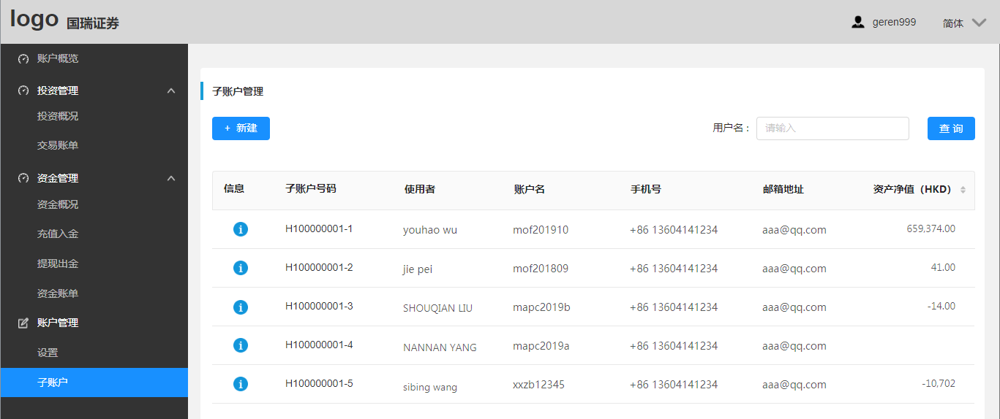 logo 国瑞证券
geren999 简体
账户概览
投资管理
投资概况
交易账单
资金管理
资金概况
充值入金
提现出金
资金账单
账户管理
设置
子账户
子账户管理
+ 新建 用户名： 请输入 查 询
信息 子账户号码 使用者 账户名 手机号 邮箱地址 资产净值（HKD）
H100000001-1 youhao wu mof201910 +86 13604141234 aaa@qq.com 659,374.00
H100000001-2 jie pei mof201809 +86 13604141234 aaa@qq.com 41.00
H100000001-3 SHOUQIAN LIU mapc2019b +86 13604141234 aaa@qq.com -14.00
H100000001-4 NANNAN YANG mapc2019a +86 13604141234 aaa@qq.com
H100000001-5 sibing wang xxzb12345 +86 13604141234 aaa@qq.com -10,702